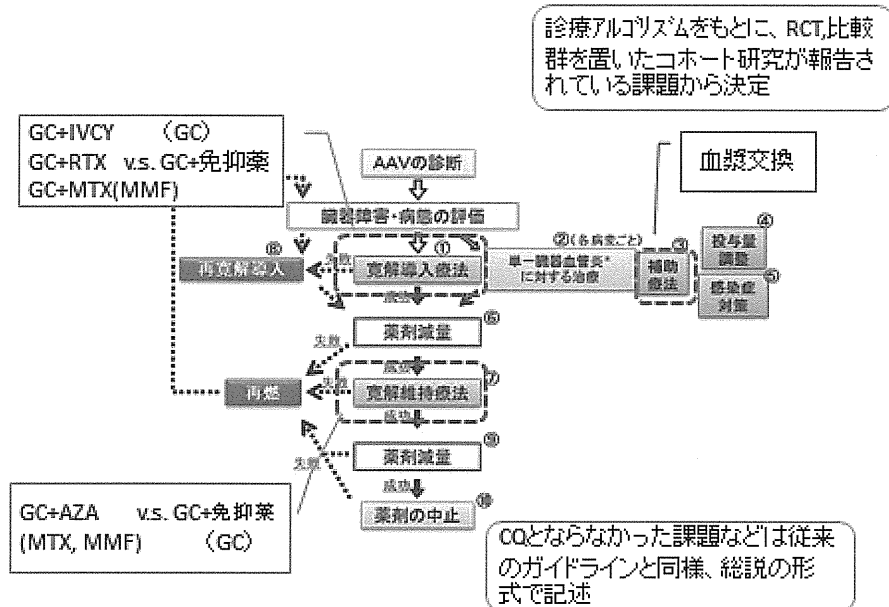 診療アルゴリズムをもとに、RCT,比較
群を置いたコホート研究が報告さ
れている課題から決定
GC+IVCY (GC)
GC+RTX v.s. GC+免抑薬
GC+MTX(MMF)
血漿交換
AAVの診断
臓器障害・病態の評価
⑧
再寛解導入
失敗
①
寛解導入療法
成功
②(各病変ごと)
単一臓器血管炎*
に対する治療
③
補助
療法
④
投与量
調整
⑤
感染症
対策
⑥
薬剤減量
失敗
成功
再燃
失敗
⑦
寛解維持療法
成功
⑨
薬剤減量
失敗
成功
⑩
薬剤の中止
GC+AZA v.s. GC+免抑薬
(MTX, MMF) (GC)
CQとならなかった課題などは従来
のガイドラインと同様、総説の形
式で記述